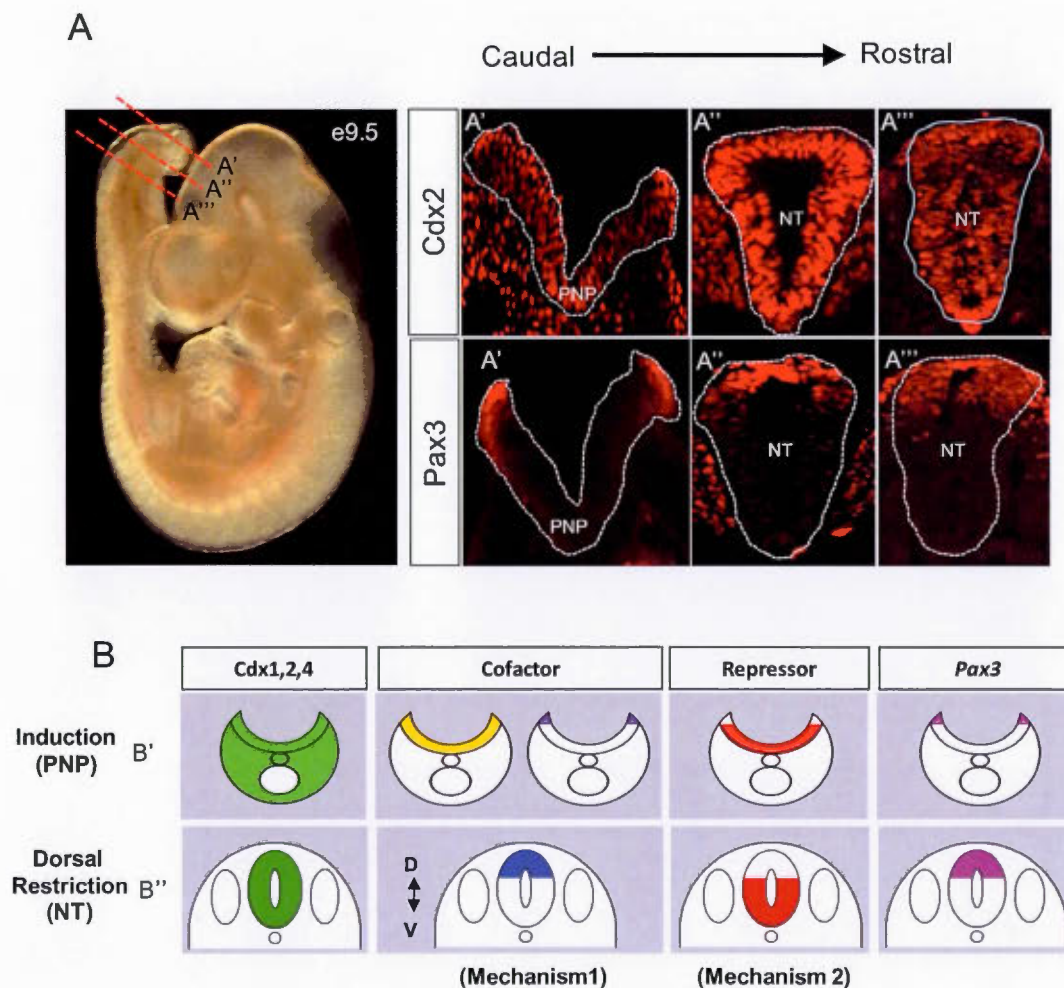 A
Caudal Rostral
e9.5
A'
A''
A'''
Cdx2
A' A'' A'''
PNP NT NT
Pax3
A' A'' A'''
PNP NT NT
B
Cdx1,2,4 Cofactor Repressor Pax3
Induction
(PNP) B'
Dorsal
Restriction B''
(NT)
D
V
(Mechanism1) (Mechanism 2)